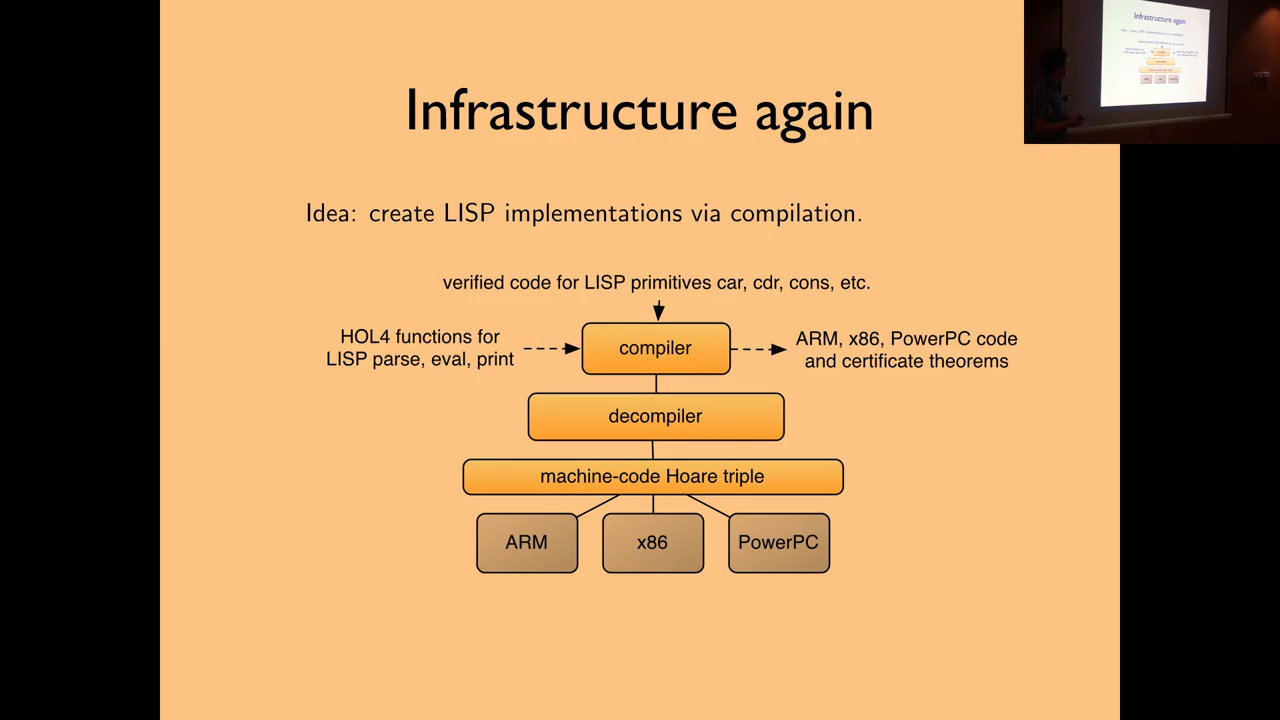 Infrastructure again
Idea: create LISP implementations via compilation.
verified code for LISP primitives car, cdr, cons, etc.
HOL4 functions for
LISP parse, eval, print
compiler
ARM, x86, PowerPC code
and certificate theorems
decompiler
machine-code Hoare triple
ARM
x86
PowerPC
Infrastructure again